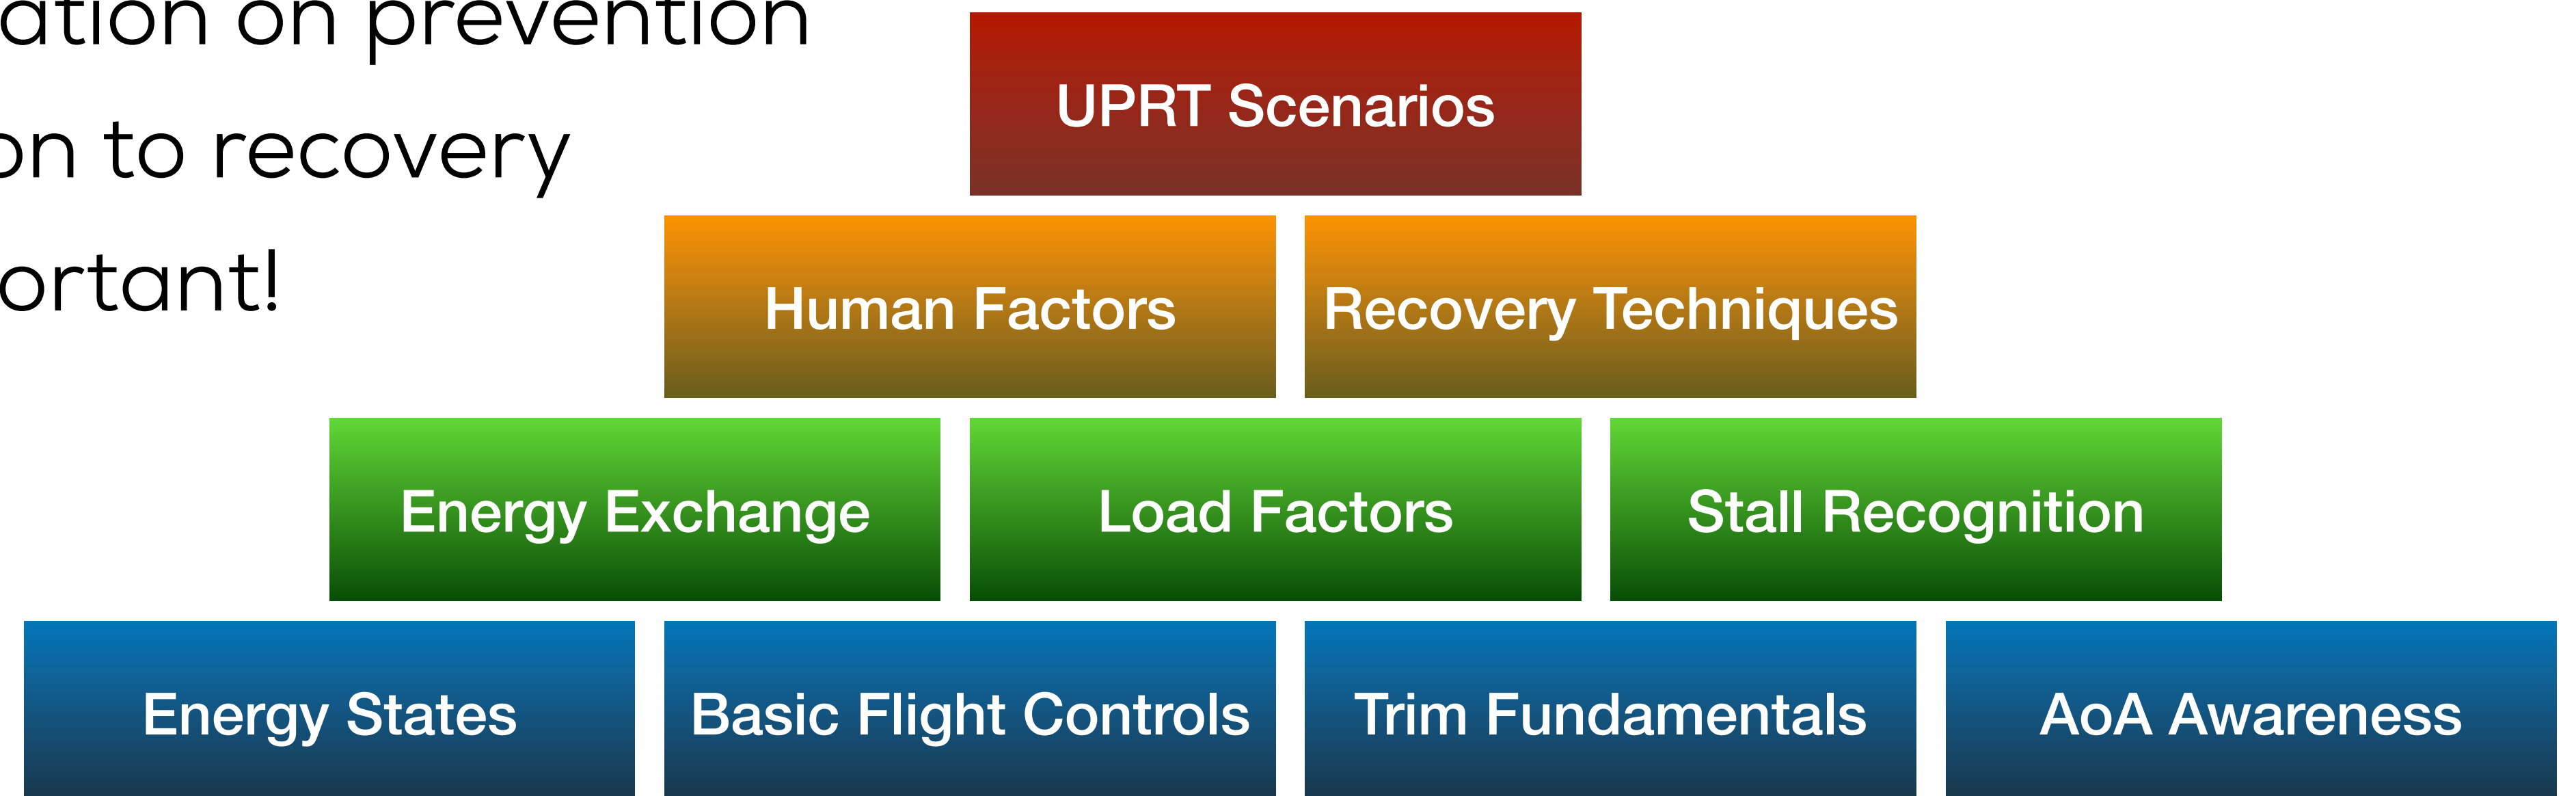 ation on prevention
on to recovery
ortant!
UPRT Scenarios
Human Factors
Recovery Techniques
Energy Exchange
Load Factors
Stall Recognition
Energy States
Basic Flight Controls
Trim Fundamentals
AoA Awareness